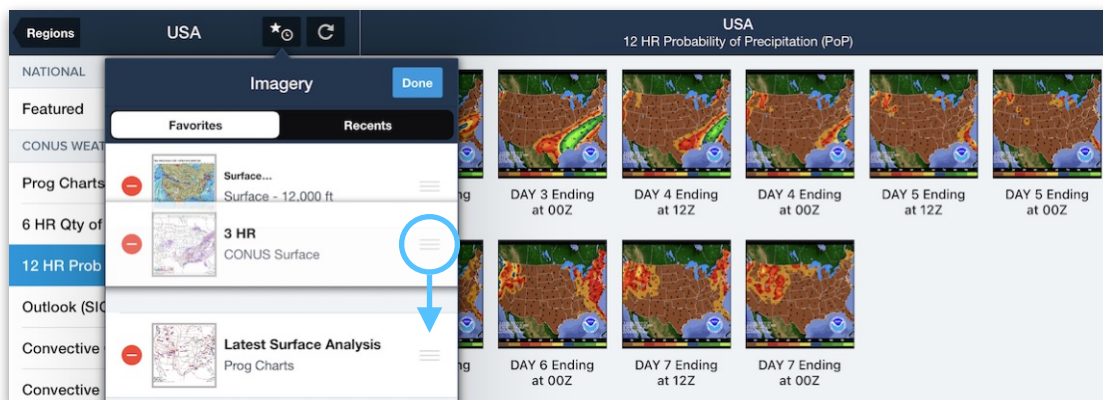 Regions
USA
USA
12 HR Probability of Precipitation (PoP)
NATIONAL
Featured
CONUS WEAT
Prog Charts
6 HR Qty of
12 HR Prob
Outlook (SIG
Convective
Convective
Imagery
Done
Favorites
Recents
Surface...
Surface - 12,000 ft
3 HR
CONUS Surface
Latest Surface Analysis
Prog Charts
ng
DAY 3 Ending
at 00Z
DAY 4 Ending
at 12Z
DAY 4 Ending
at 00Z
DAY 5 Ending
at 12Z
DAY 5 Ending
at 00Z
ng
DAY 6 Ending
at 00Z
DAY 7 Ending
at 12Z
DAY 7 Ending
at 00Z